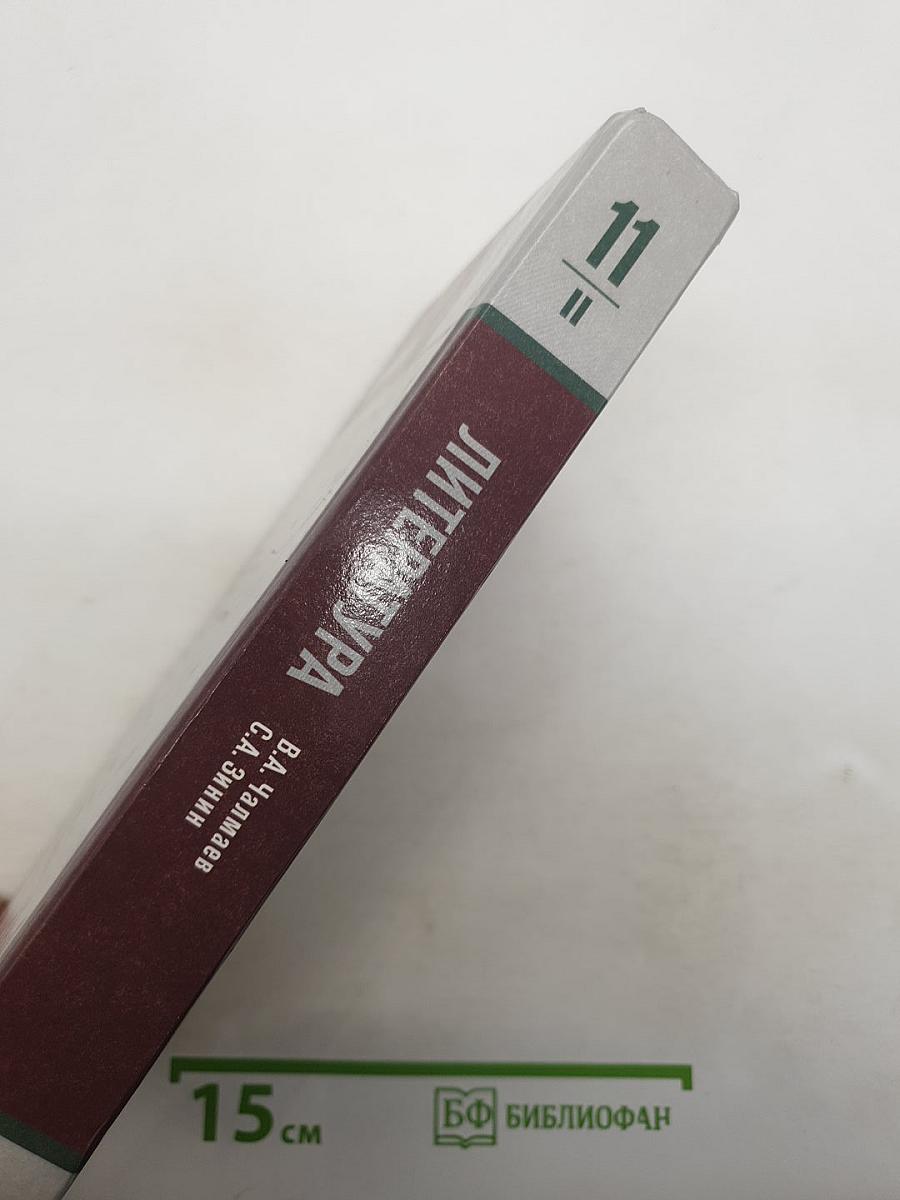 11
II
ЛИТЕРАТУРА
В.А. Чалмаев
С.А. Зинин
15 см
БФ БИБЛИОФАН